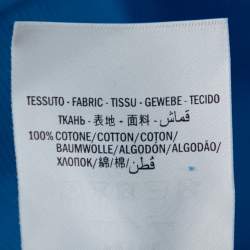 TESSUTO - FABRIC - TISSU - GEWEBE - TECIDO
ТКАНЬ - 表地 - 面料 - قماش
100% COTONE/COTTON/COTON/
BAUMWOLLE/ALGODÓN/ALGODÃO/
ХЛОПОК/綿/棉/قطن